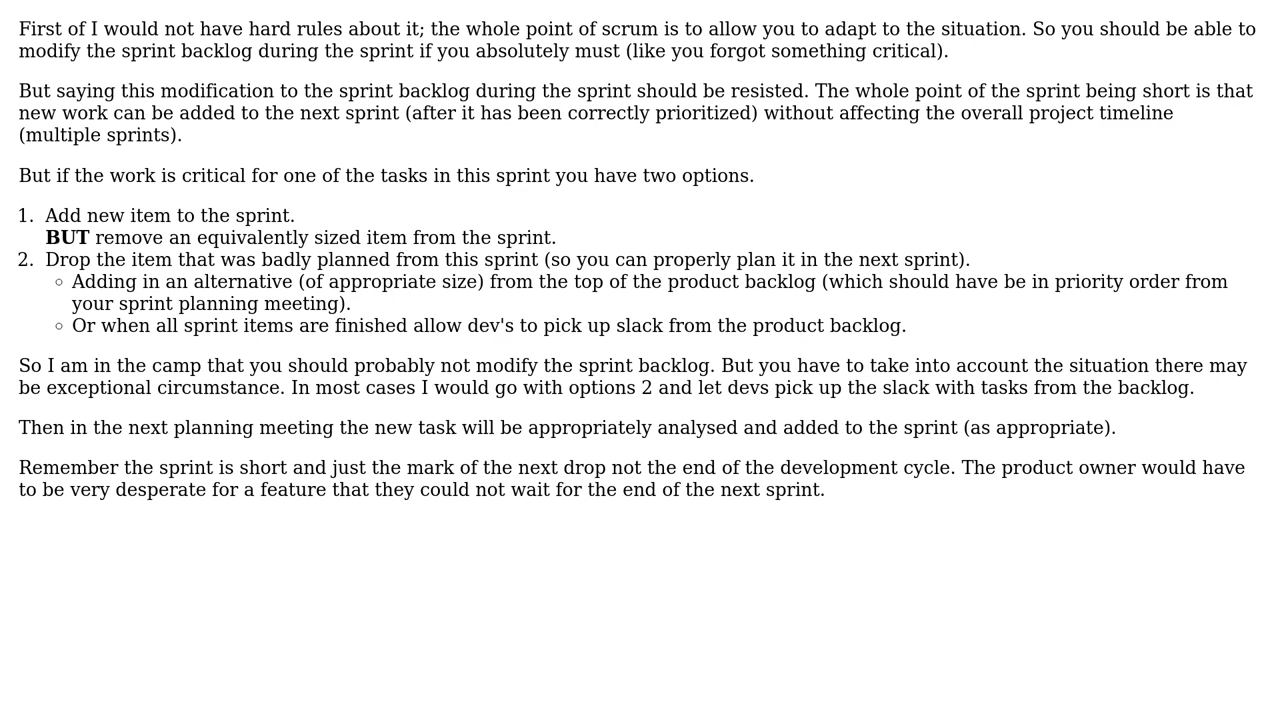 First of I would not have hard rules about it; the whole point of scrum is to allow you to adapt to the situation. So you should be able to
modify the sprint backlog during the sprint if you absolutely must (like you forgot something critical).
But saying this modification to the sprint backlog during the sprint should be resisted. The whole point of the sprint being short is that
new work can be added to the next sprint (after it has been correctly prioritized) without affecting the overall project timeline
(multiple sprints).
But if the work is critical for one of the tasks in this sprint you have two options.
1. Add new item to the sprint.
BUT remove an equivalently sized item from the sprint.
2. Drop the item that was badly planned from this sprint (so you can properly plan it in the next sprint).
◦ Adding in an alternative (of appropriate size) from the top of the product backlog (which should have be in priority order from
your sprint planning meeting).
◦ Or when all sprint items are finished allow dev's to pick up slack from the product backlog.
So I am in the camp that you should probably not modify the sprint backlog. But you have to take into account the situation there may
be exceptional circumstance. In most cases I would go with options 2 and let devs pick up the slack with tasks from the backlog.
Then in the next planning meeting the new task will be appropriately analysed and added to the sprint (as appropriate).
Remember the sprint is short and just the mark of the next drop not the end of the development cycle. The product owner would have
to be very desperate for a feature that they could not wait for the end of the next sprint.